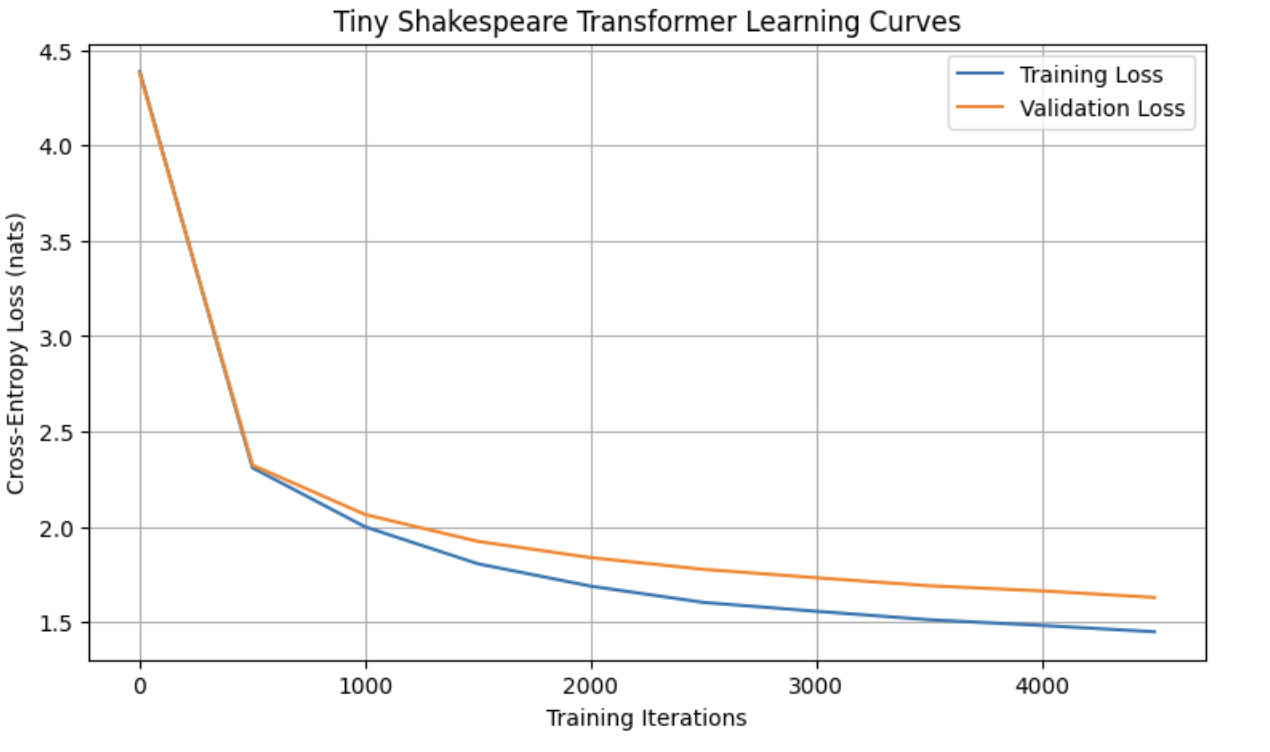 Tiny Shakespeare Transformer Learning Curves
Training Loss
Validation Loss
Cross-Entropy Loss (nats)
4.5
4.0
3.5
3.0
2.5
2.0
1.5
0 1000 2000 3000 4000
Training Iterations